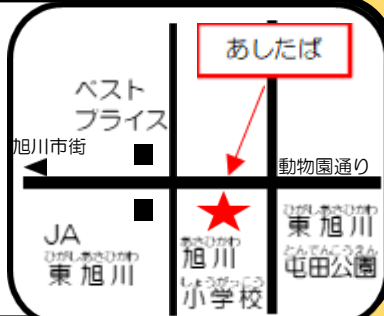 あしたば
ベスト
ブライス
旭川市街
動物園通り
JA
ひがしあさひかわ
東旭川
あさひかわ
旭川
しょうがっこう
小学校
ひがしあさひかわ
東旭川
とんでんこうえん
屯田公園